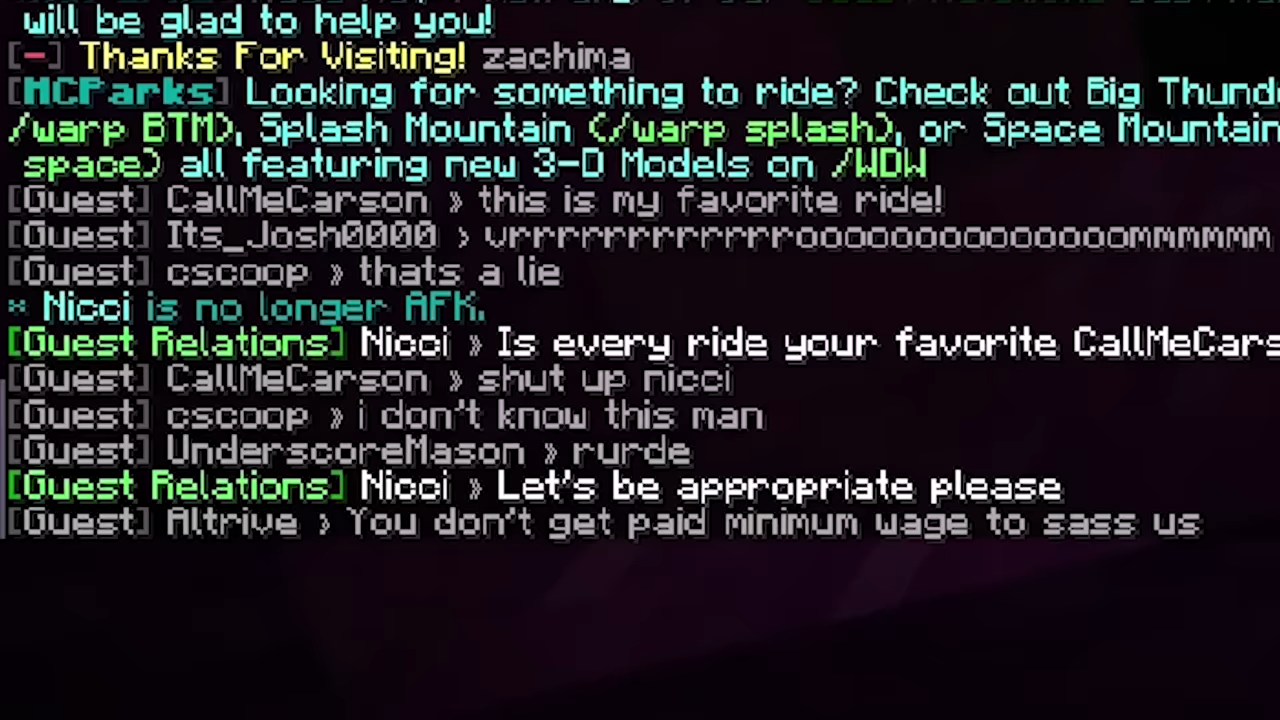 will be glad to help you!
[-] Thanks For Visiting! zachima
[MCParks] Looking for something to ride? Check out Big Thund
/warp BTM), Splash Mountain (/warp splash), or Space Mountain
space) all featuring new 3-D Models on /WDW
[Guest] CallMeCarson » this is my favorite ride!
[Guest] Its_Josh0000 » vrrrrrrrrrrrrrooooooooooooooommmmmm
[Guest] cscoop » thats a lie
* Nicci is no longer AFK.
[Guest Relations] Nicci » Is every ride your favorite CallMeCars
[Guest] CallMeCarson » shut up nicci
[Guest] cscoop » i don't know this man
[Guest] UnderscoreMason » rurde
[Guest Relations] Nicci » Let's be appropriate please
[Guest] Altrive » You don't get paid minimum wage to sass us